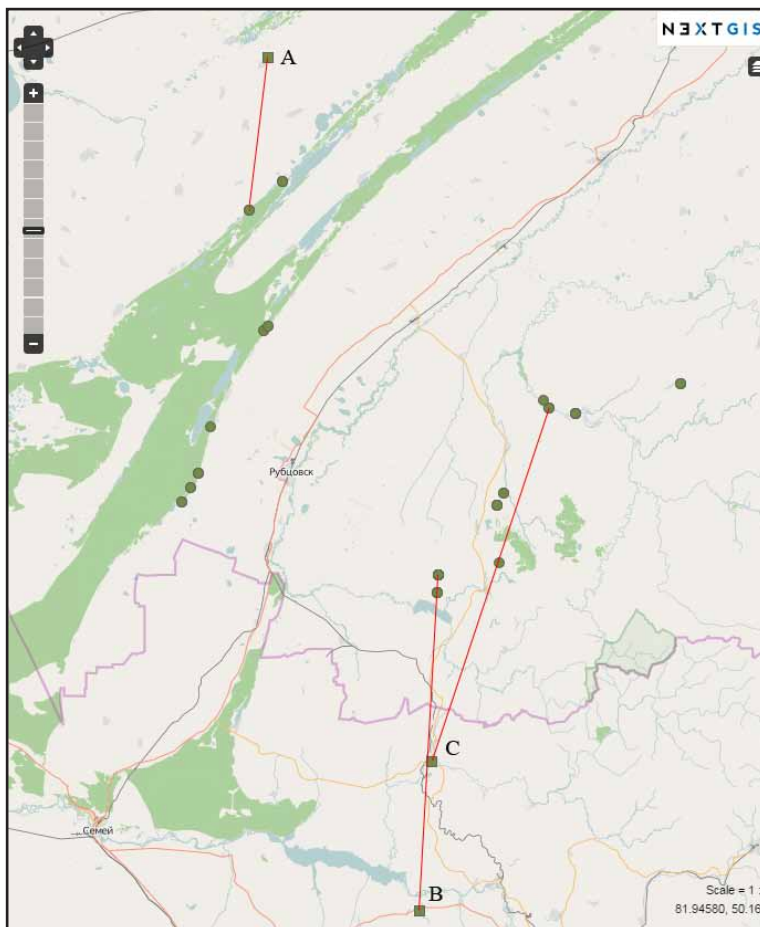 NEXTGIS
A
Рубцовск
C
Семей
B
Scale = 1 :
81.94580, 50.16